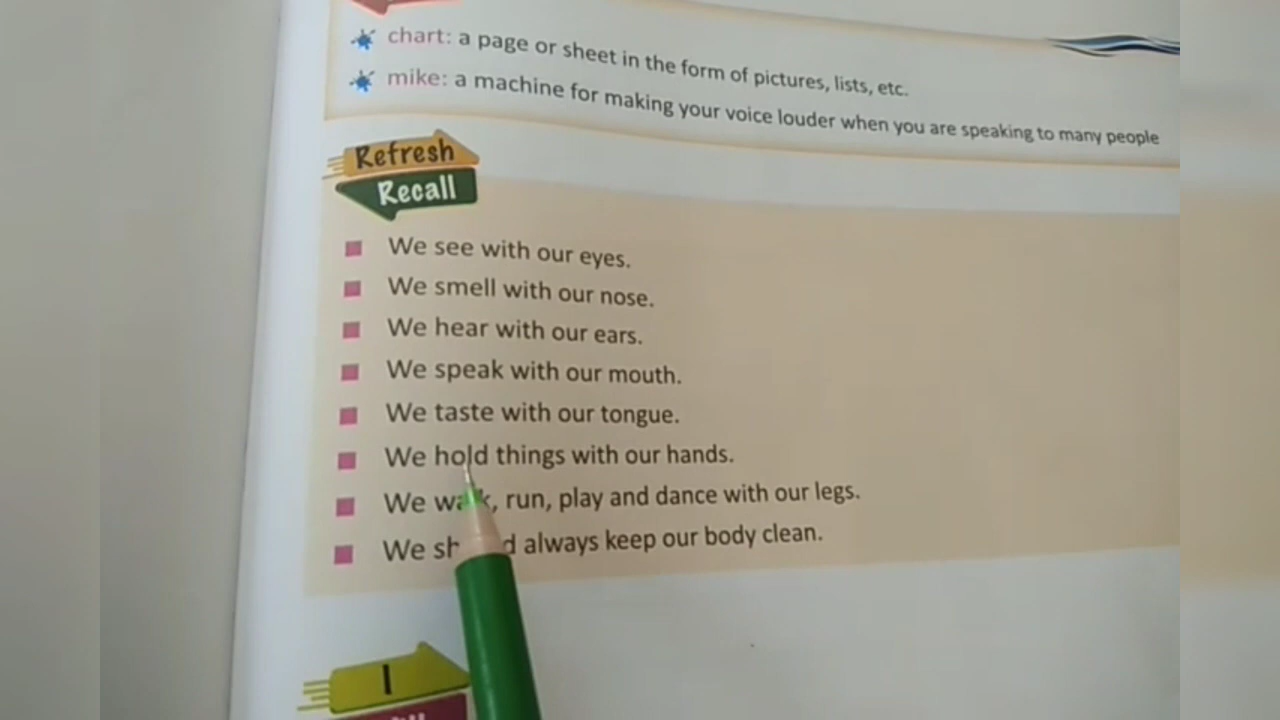 chart: a page or sheet in the form of pictures, lists, etc.
mike: a machine for making your voice louder when you are speaking to many people
Refresh
Recall
We see with our eyes.
We smell with our nose.
We hear with our ears.
We speak with our mouth.
We taste with our tongue.
We hold things with our hands.
We walk, run, play and dance with our legs.
We should always keep our body clean.
I